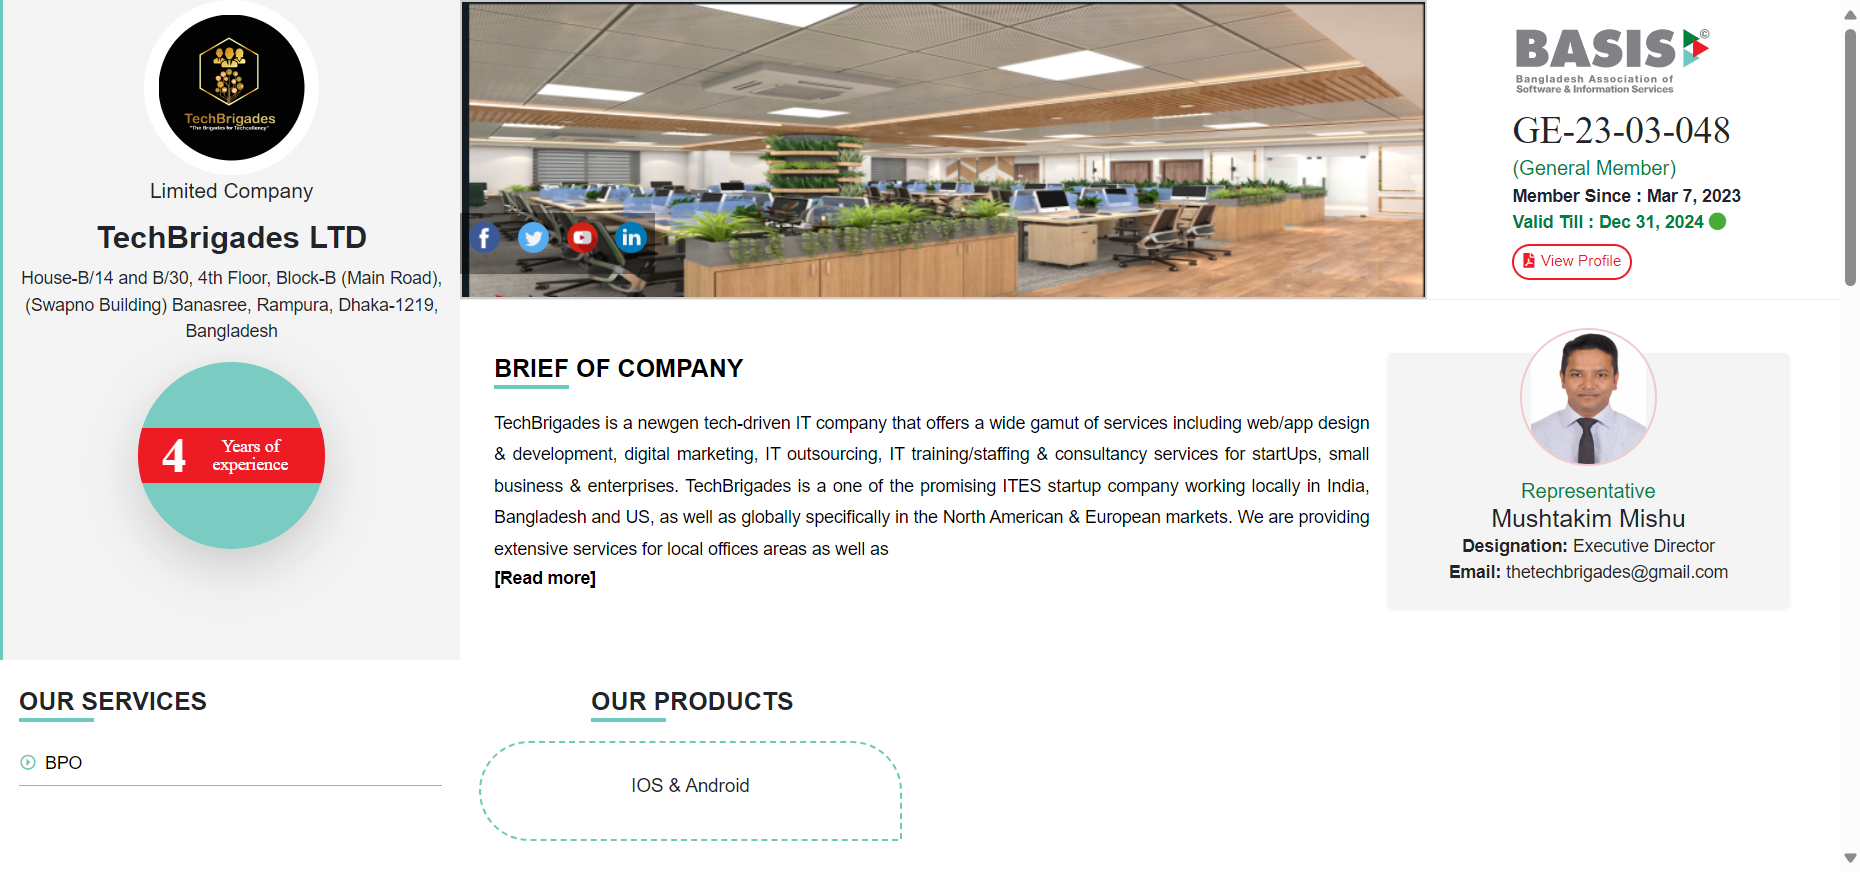 TechBrigades
"The Brigades for Techcellency"
Limited Company
TechBrigades LTD
House-B/14 and B/30, 4th Floor, Block-B (Main Road),
(Swapno Building) Banasree, Rampura, Dhaka-1219,
Bangladesh
4
Years of
experience
BASIS
©
Bangladesh Association of
Software & Information Services
GE-23-03-048
(General Member)
Member Since : Mar 7, 2023
Valid Till : Dec 31, 2024
View Profile
BRIEF OF COMPANY
TechBrigades is a newgen tech-driven IT company that offers a wide gamut of services including web/app design
& development, digital marketing, IT outsourcing, IT training/staffing & consultancy services for startUps, small
business & enterprises. TechBrigades is a one of the promising ITES startup company working locally in India,
Bangladesh and US, as well as globally specifically in the North American & European markets. We are providing
extensive services for local offices areas as well as
[Read more]
Representative
Mushtakim Mishu
Designation: Executive Director
Email: thetechbrigades@gmail.com
OUR SERVICES
BPO
OUR PRODUCTS
IOS & Android